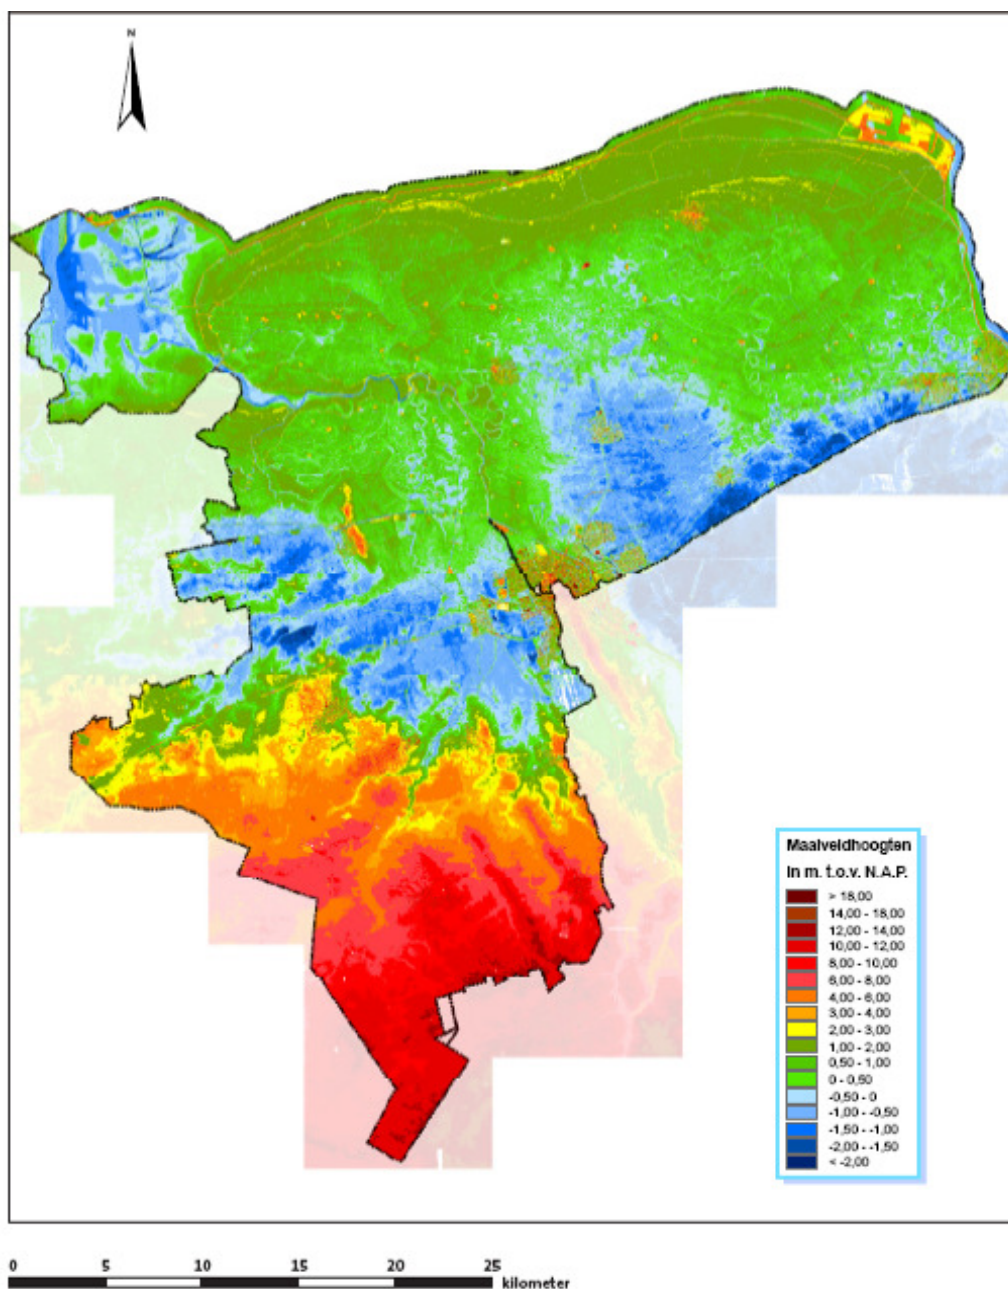 N
Maaiveldhoogten
In m. t.o.v. N.A.P.
> 18,00
14,00 - 18,00
12,00 - 14,00
10,00 - 12,00
8,00 - 10,00
6,00 - 8,00
4,00 - 6,00
3,00 - 4,00
2,00 - 3,00
1,00 - 2,00
0,50 - 1,00
0 - 0,50
-0,50 - 0
-1,00 - -0,50
-1,50 - -1,00
-2,00 - -1,50
< -2,00
0 5 10 15 20 25
kilometer